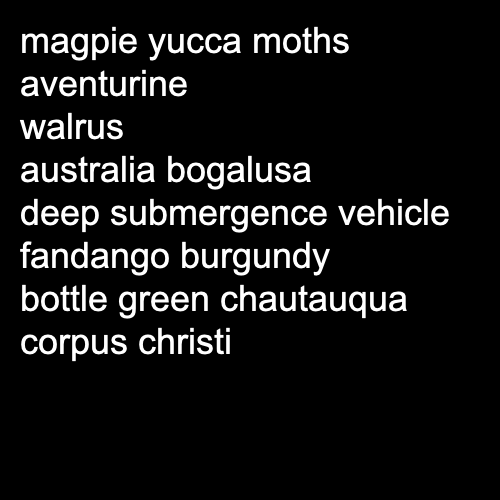 magpie yucca moths
aventurine
walrus
australia bogalusa
deep submergence vehicle
fandango burgundy
bottle green chautauqua
corpus christi